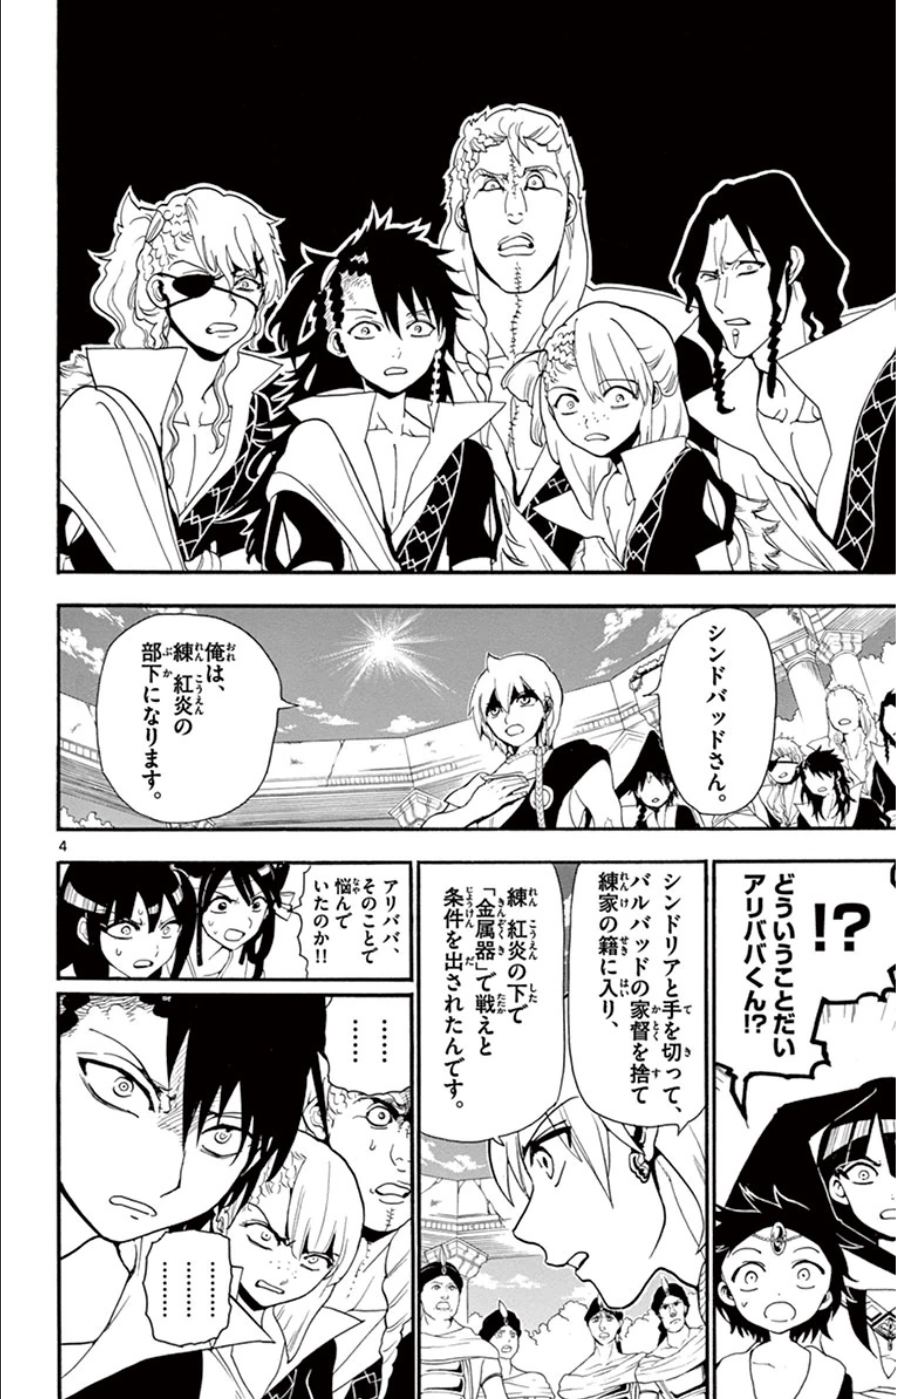 シンドバッドさん。
俺は、
練 紅炎の
部下になります。
4
!?
どういうことだい
アリババくん!?
シンドリアと手を切って、
バルバッドの家督を捨て
練家の籍に入り、
練 紅炎の下で
「金属器」で戦えと
条件を出されたんです。
アリババ、
そのことで
悩んで
いたのか!!
……
……
………
………